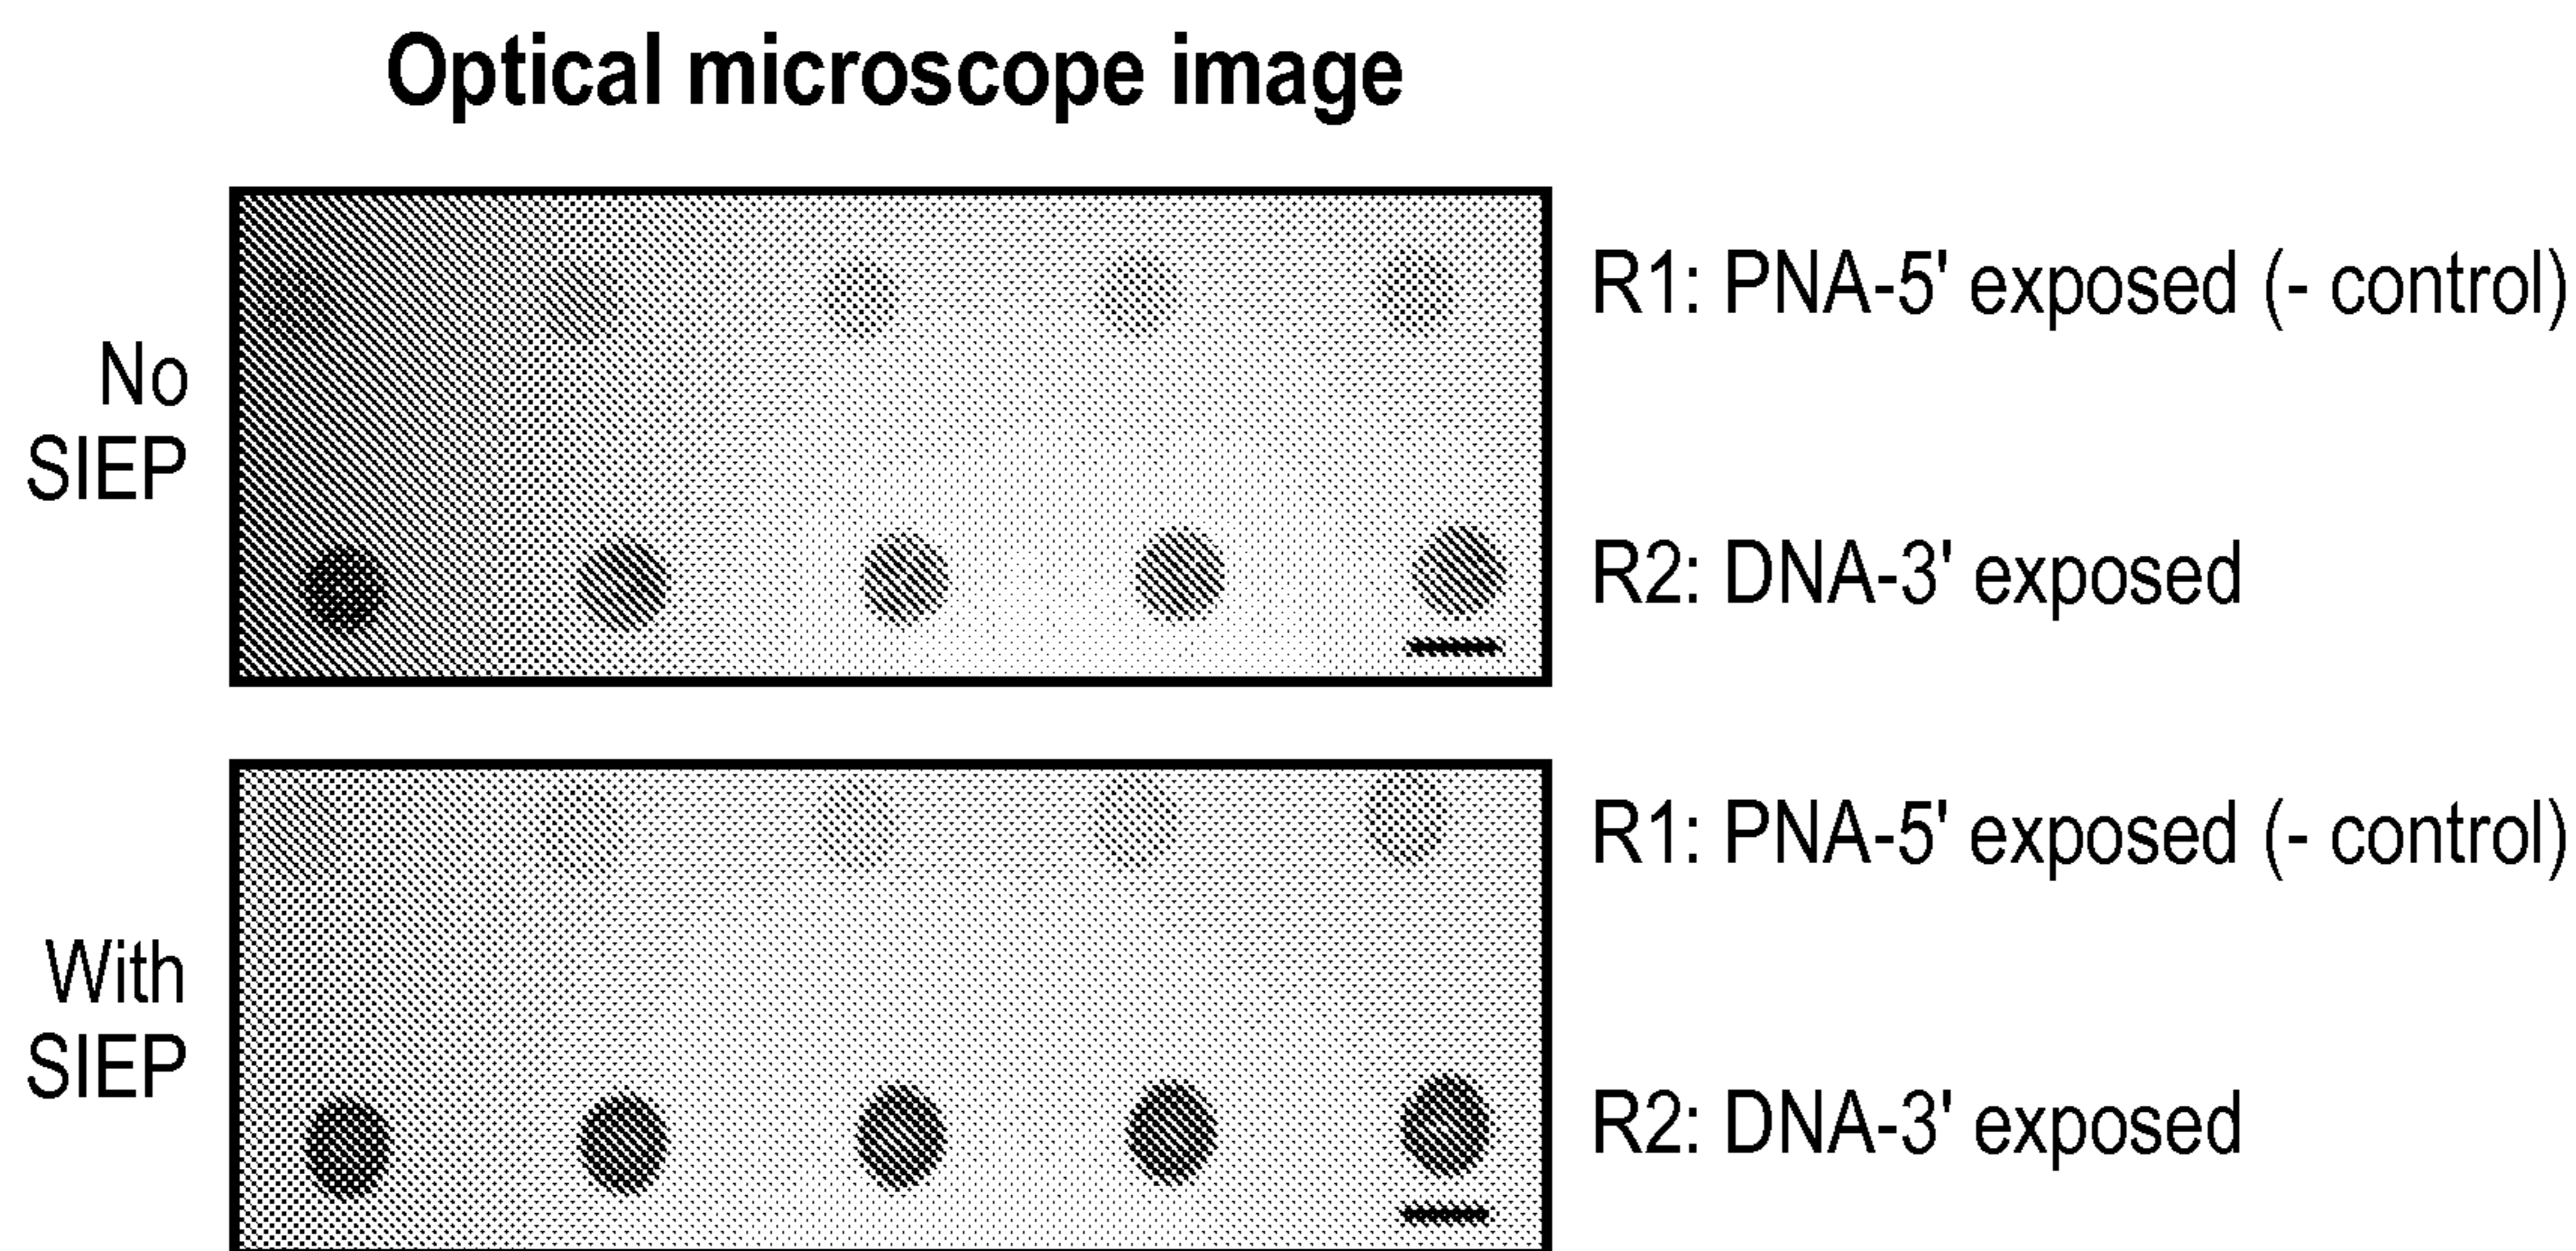 Optical microscope image
No
SIEP
R1: PNA-5' exposed (- control)
R2: DNA-3' exposed
With
SIEP
R1: PNA-5' exposed (- control)
R2: DNA-3' exposed